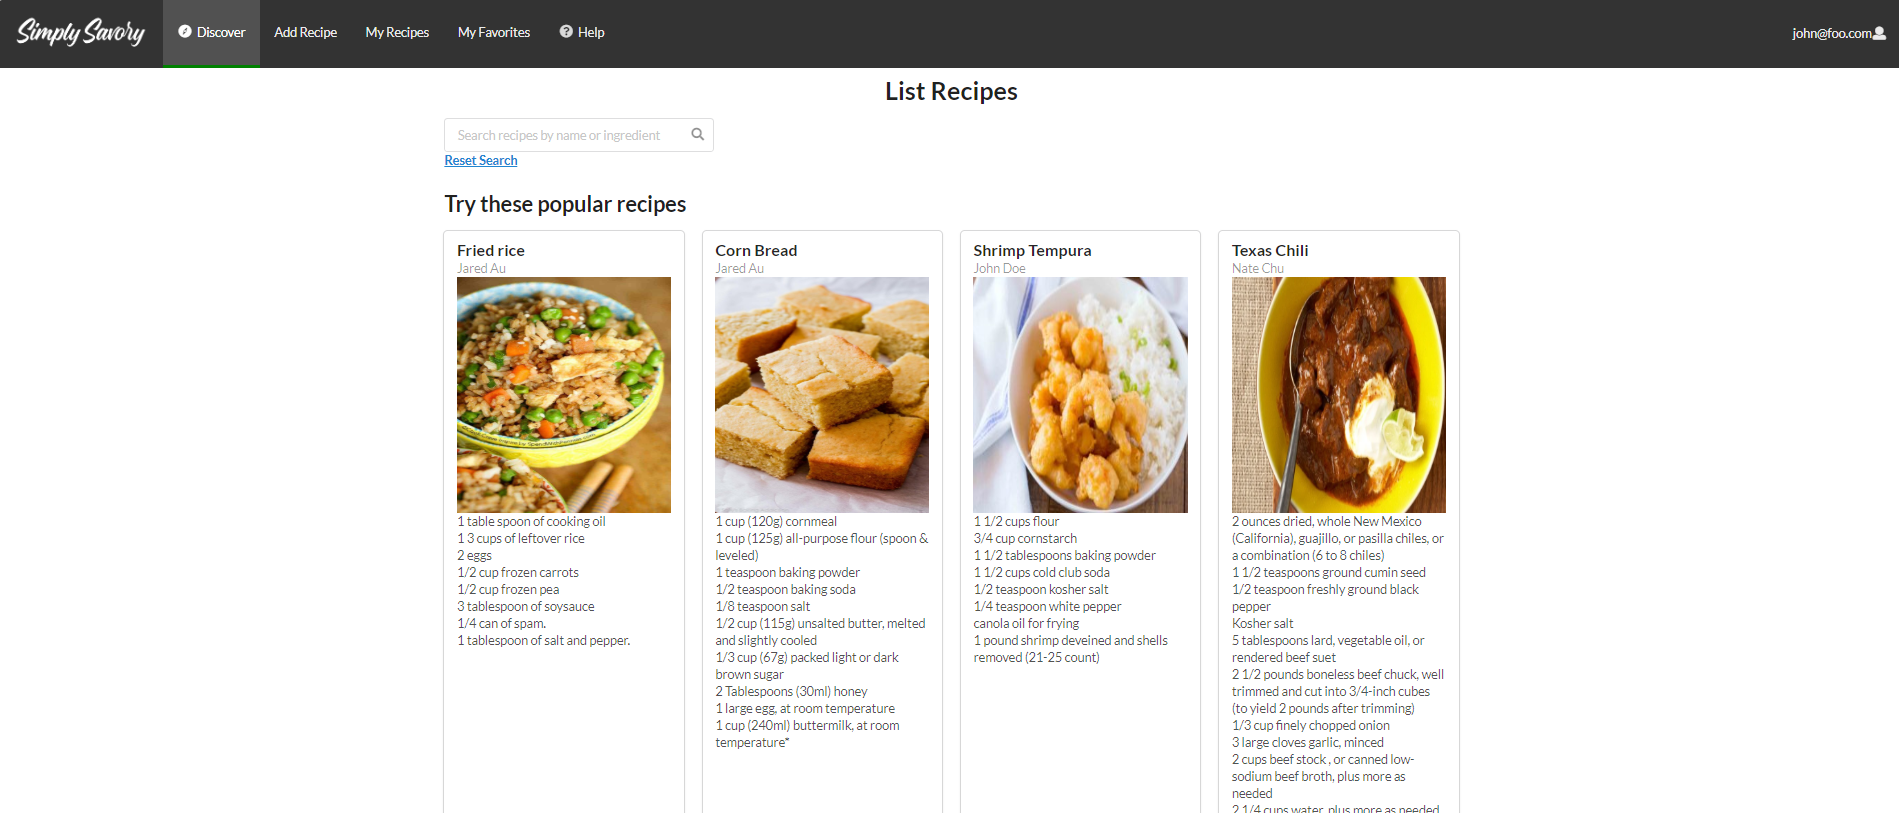 Simply Savory
Discover
Add Recipe
My Recipes
My Favorites
Help
john@foo.com
List Recipes
Search recipes by name or ingredient
Reset Search
Try these popular recipes
Fried rice
Jared Au
1 table spoon of cooking oil
1 3 cups of leftover rice
2 eggs
1/2 cup frozen carrots
1/2 cup frozen pea
3 tablespoon of soysauce
1/4 can of spam.
1 tablespoon of salt and pepper.
Corn Bread
Jared Au
1 cup (120g) cornmeal
1 cup (125g) all-purpose flour (spoon &
leveled)
1 teaspoon baking powder
1/2 teaspoon baking soda
1/8 teaspoon salt
1/2 cup (115g) unsalted butter, melted
and slightly cooled
1/3 cup (67g) packed light or dark
brown sugar
2 Tablespoons (30ml) honey
1 large egg, at room temperature
1 cup (240ml) buttermilk, at room
temperature*
Shrimp Tempura
John Doe
1 1/2 cups flour
3/4 cup cornstarch
1 1/2 tablespoons baking powder
1 1/2 cups cold club soda
1/2 teaspoon kosher salt
1/4 teaspoon white pepper
canola oil for frying
1 pound shrimp deveined and shells
removed (21-25 count)
Texas Chili
Nate Chu
2 ounces dried, whole New Mexico
(California), guajillo, or pasilla chiles, or
a combination (6 to 8 chiles)
1 1/2 teaspoons ground cumin seed
1/2 teaspoon freshly ground black
pepper
Kosher salt
5 tablespoons lard, vegetable oil, or
rendered beef suet
2 1/2 pounds boneless beef chuck, well
trimmed and cut into 3/4-inch cubes
(to yield 2 pounds after trimming)
1/3 cup finely chopped onion
3 large cloves garlic, minced
2 cups beef stock , or canned low-
sodium beef broth, plus more as
needed
2 1/4 cups water, plus more as needed